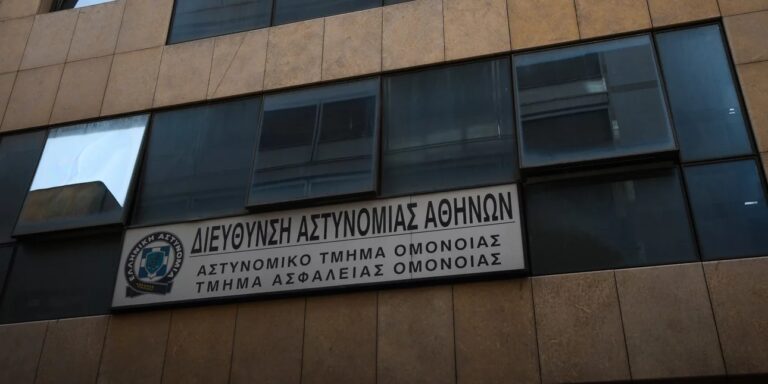 ΔΙΕΥΘΥΝΣΗ ΑΣΤΥΝΟΜΙΑΣ ΑΘΗΝΩΝ
ΑΣΤΥΝΟΜΙΚΟ ΤΜΗΜΑ ΟΜΟΝΟΙΑΣ
ΤΜΗΜΑ ΑΣΦΑΛΕΙΑΣ ΟΜΟΝΟΙΑΣ
ΕΛΛΗΝΙΚΗ ΑΣΤΥΝΟΜΙΑ